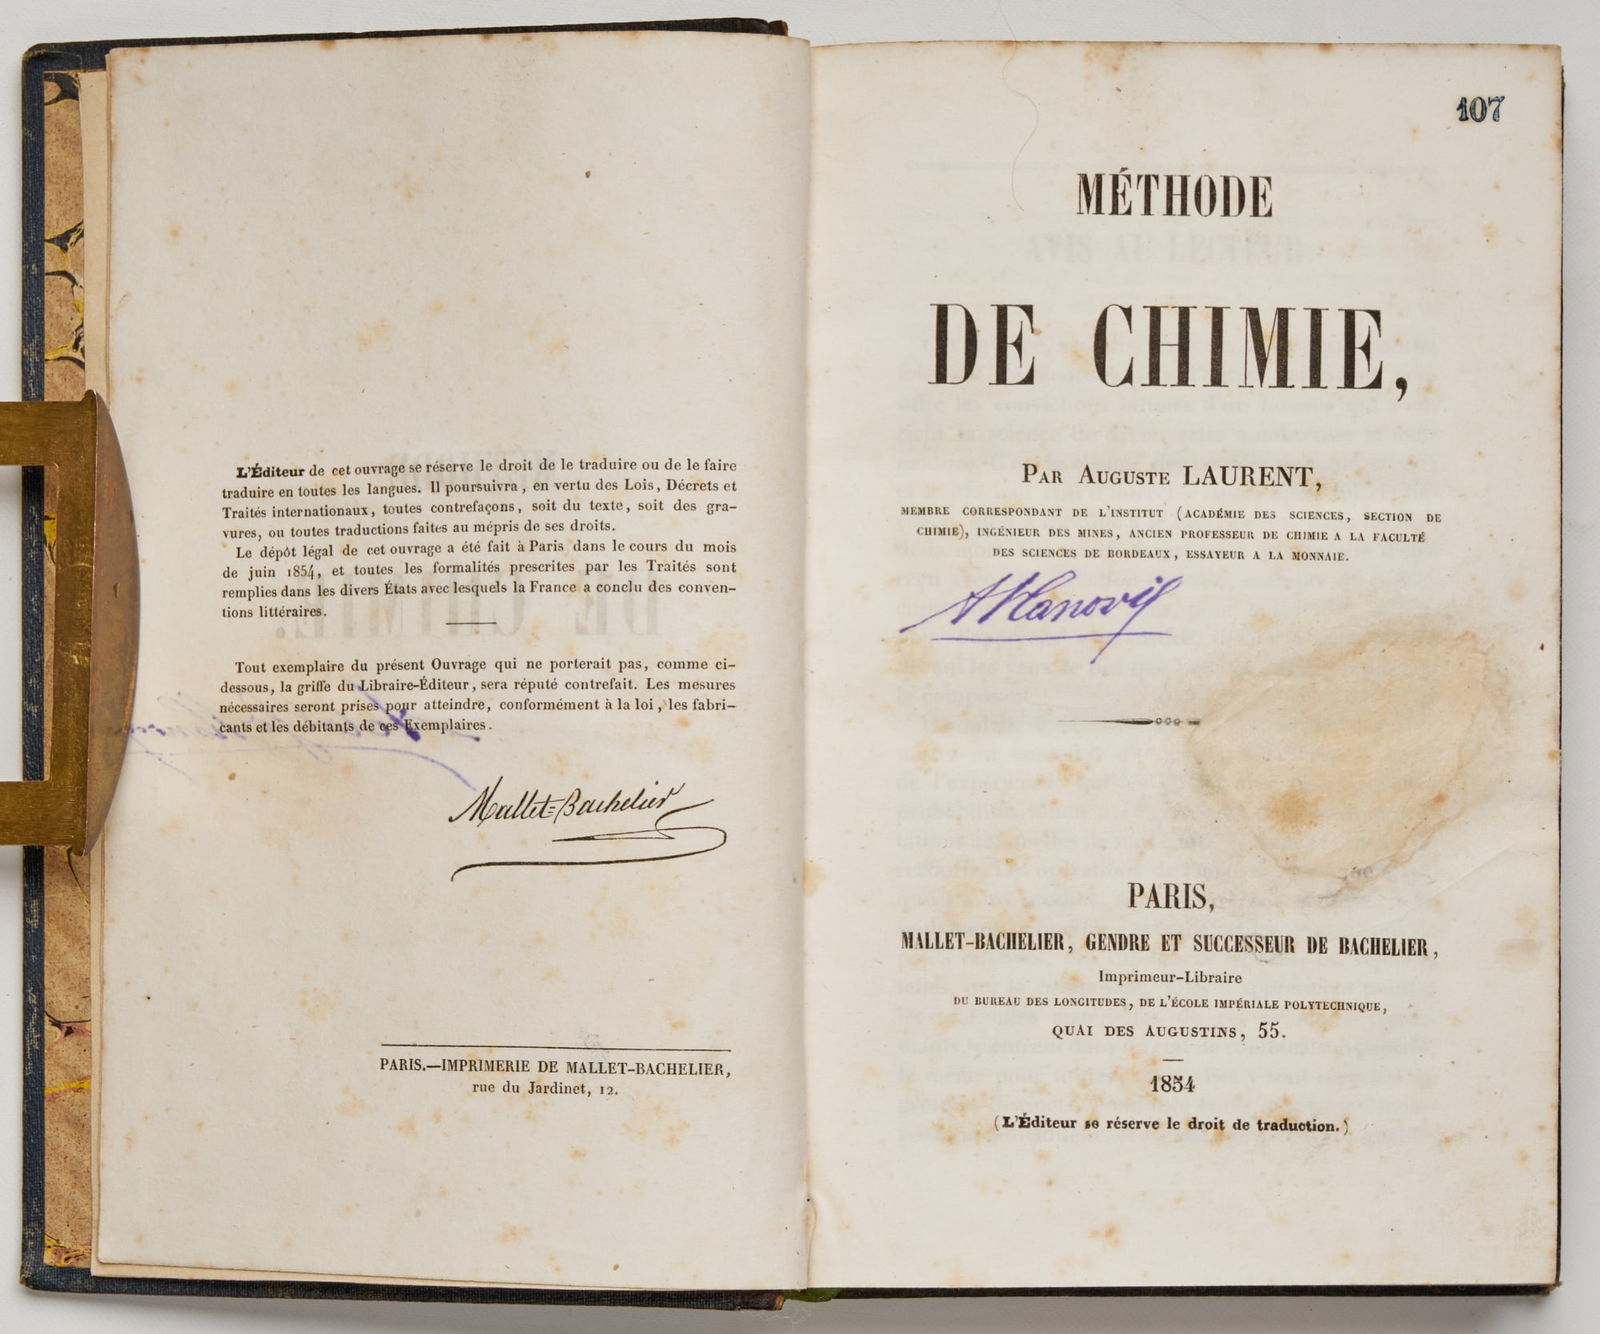 L'Éditeur de cet ouvrage se réserve le droit de le traduire ou de le faire
traduire en toutes les langues. Il poursuivra, en vertu des Lois, Décrets et
Traités internationaux, toutes contrefaçons, soit du texte, soit des gra-
vures, ou toutes traductions faites au mépris de ses droits.
Le dépôt légal de cet ouvrage a été fait à Paris dans le cours du mois
de juin 1854, et toutes les formalités prescrites par les Traités sont
remplies dans les divers États avec lesquels la France a conclu des conven-
tions littéraires.
Tout exemplaire du présent Ouvrage qui ne porterait pas, comme ci-
dessous, la griffe du Libraire-Éditeur, sera réputé contrefait. Les mesures
nécessaires seront prises pour atteindre, conformément à la loi, les fabri-
cants et les débitants de ces Exemplaires.
Mallet-Bachelier
PARIS.—IMPRIMERIE DE MALLET-BACHELIER,
rue du Jardinet, 12.
107
MÉTHODE
DE CHIMIE,
PAR AUGUSTE LAURENT,
MEMBRE CORRESPONDANT DE L'INSTITUT (ACADÉMIE DES SCIENCES, SECTION DE
CHIMIE), INGÉNIEUR DES MINES, ANCIEN PROFESSEUR DE CHIMIE A LA FACULTÉ
DES SCIENCES DE BORDEAUX, ESSAYEUR A LA MONNAIE.
PARIS,
MALLET-BACHELIER, GENDRE ET SUCCESSEUR DE BACHELIER,
Imprimeur-Libraire
DU BUREAU DES LONGITUDES, DE L'ÉCOLE IMPÉRIALE POLYTECHNIQUE,
QUAI DES AUGUSTINS, 55.
1854
(L'Éditeur se réserve le droit de traduction.)